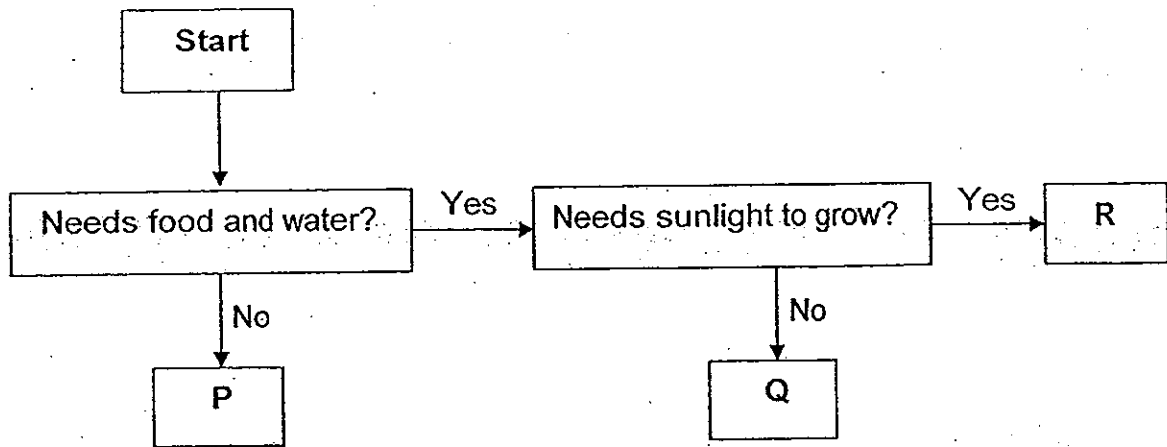 Start
Needs food and water?
Yes
Needs sunlight to grow?
Yes
R
No
No
P
Q